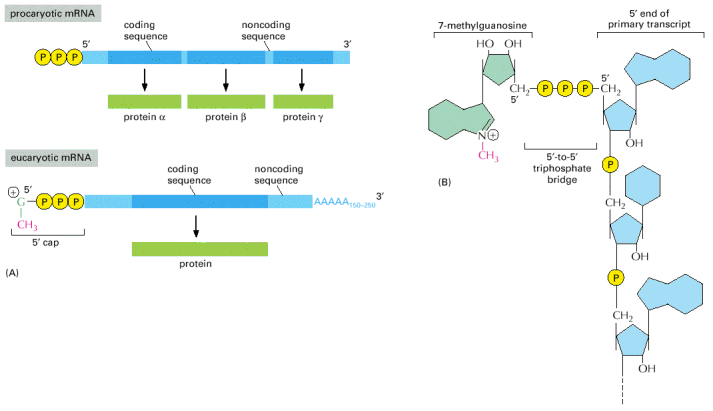 procaryotic mRNA
coding
sequence
noncoding
sequence
5′
3′
P P P
protein α
protein β
protein γ
eucaryotic mRNA
coding
sequence
noncoding
sequence
+
5′
3′
G P P P
AAAAA150–250
CH3
5′ cap
protein
(A)
7-methylguanosine
5′ end of
primary transcript
HO OH
CH2
5′
P P P
5′
CH2
N +
CH3
OH
5′-to-5′
triphosphate
bridge
(B)
P
CH2
OH
P
CH2
OH